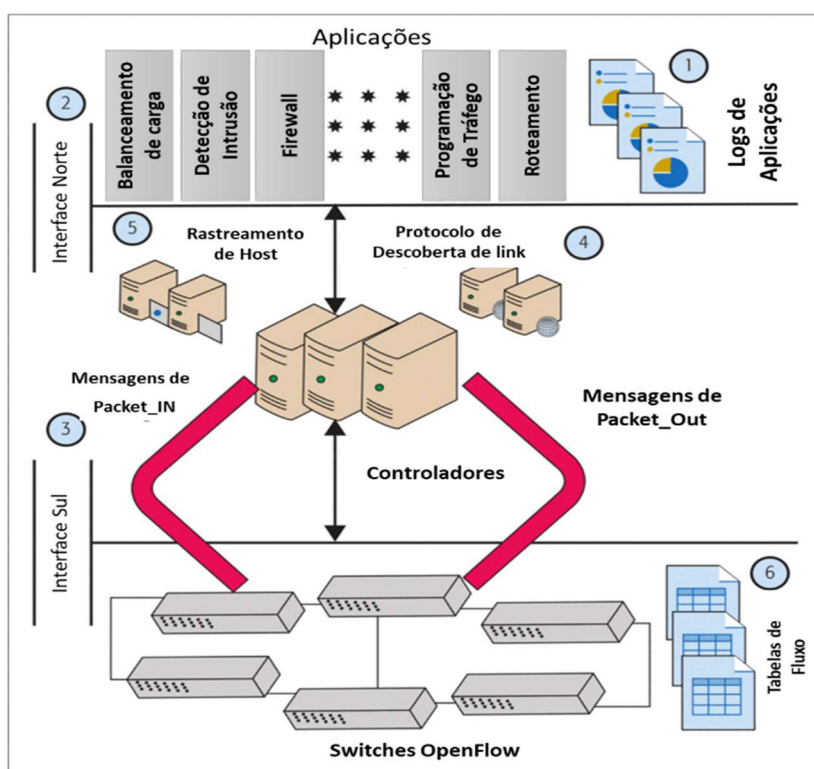 Aplicações
Balanceamento
de carga
Detecção de
Intrusão
Firewall
Programação
de Tráfego
Roteamento
1
Logs de
Aplicações
2
Interface Norte
5
Rastreamento
de Host
Protocolo de
Descoberta de link
4
Mensagens de
Packet_IN
Mensagens de
Packet_Out
3
Controladores
Interface Sul
6
Tabelas de
Fluxo
Switches OpenFlow